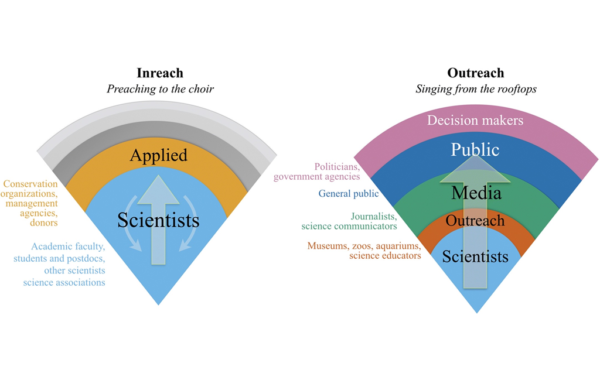 Inreach
Preaching to the choir
Applied
Scientists
Conservation
organizations,
management
agencies,
donors
Academic faculty,
students and postdocs,
other scientists
science associations
Outreach
Singing from the rooftops
Decision makers
Public
Media
Outreach
Scientists
Politicians,
government agencies
General public
Journalists,
science communicators
Museums, zoos, aquariums,
science educators